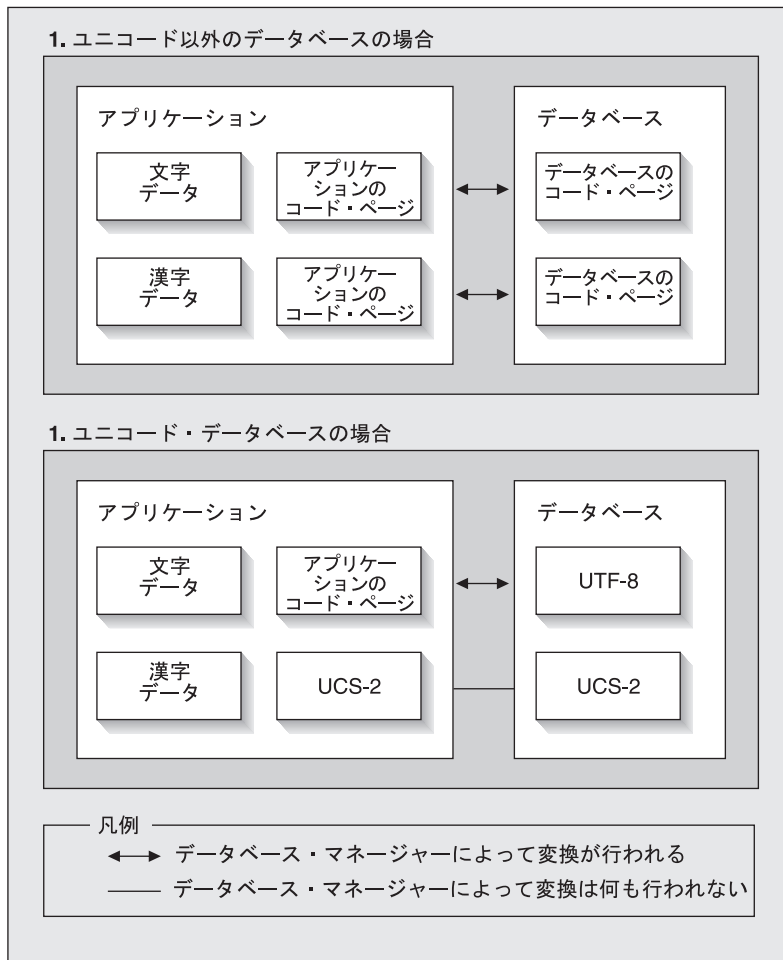 1. ユニコード以外のデータベースの場合
アプリケーション
データベース
文字
データ
アプリケー
ションの
コード・ページ
データベースの
コード・ページ
漢字
データ
アプリケー
ションの
コード・ページ
データベースの
コード・ページ
1. ユニコード・データベースの場合
アプリケーション
データベース
文字
データ
アプリケー
ションの
コード・ページ
UTF-8
漢字
データ
UCS-2
UCS-2
凡例
データベース・マネージャーによって変換が行われる
データベース・マネージャーによって変換は何も行われない